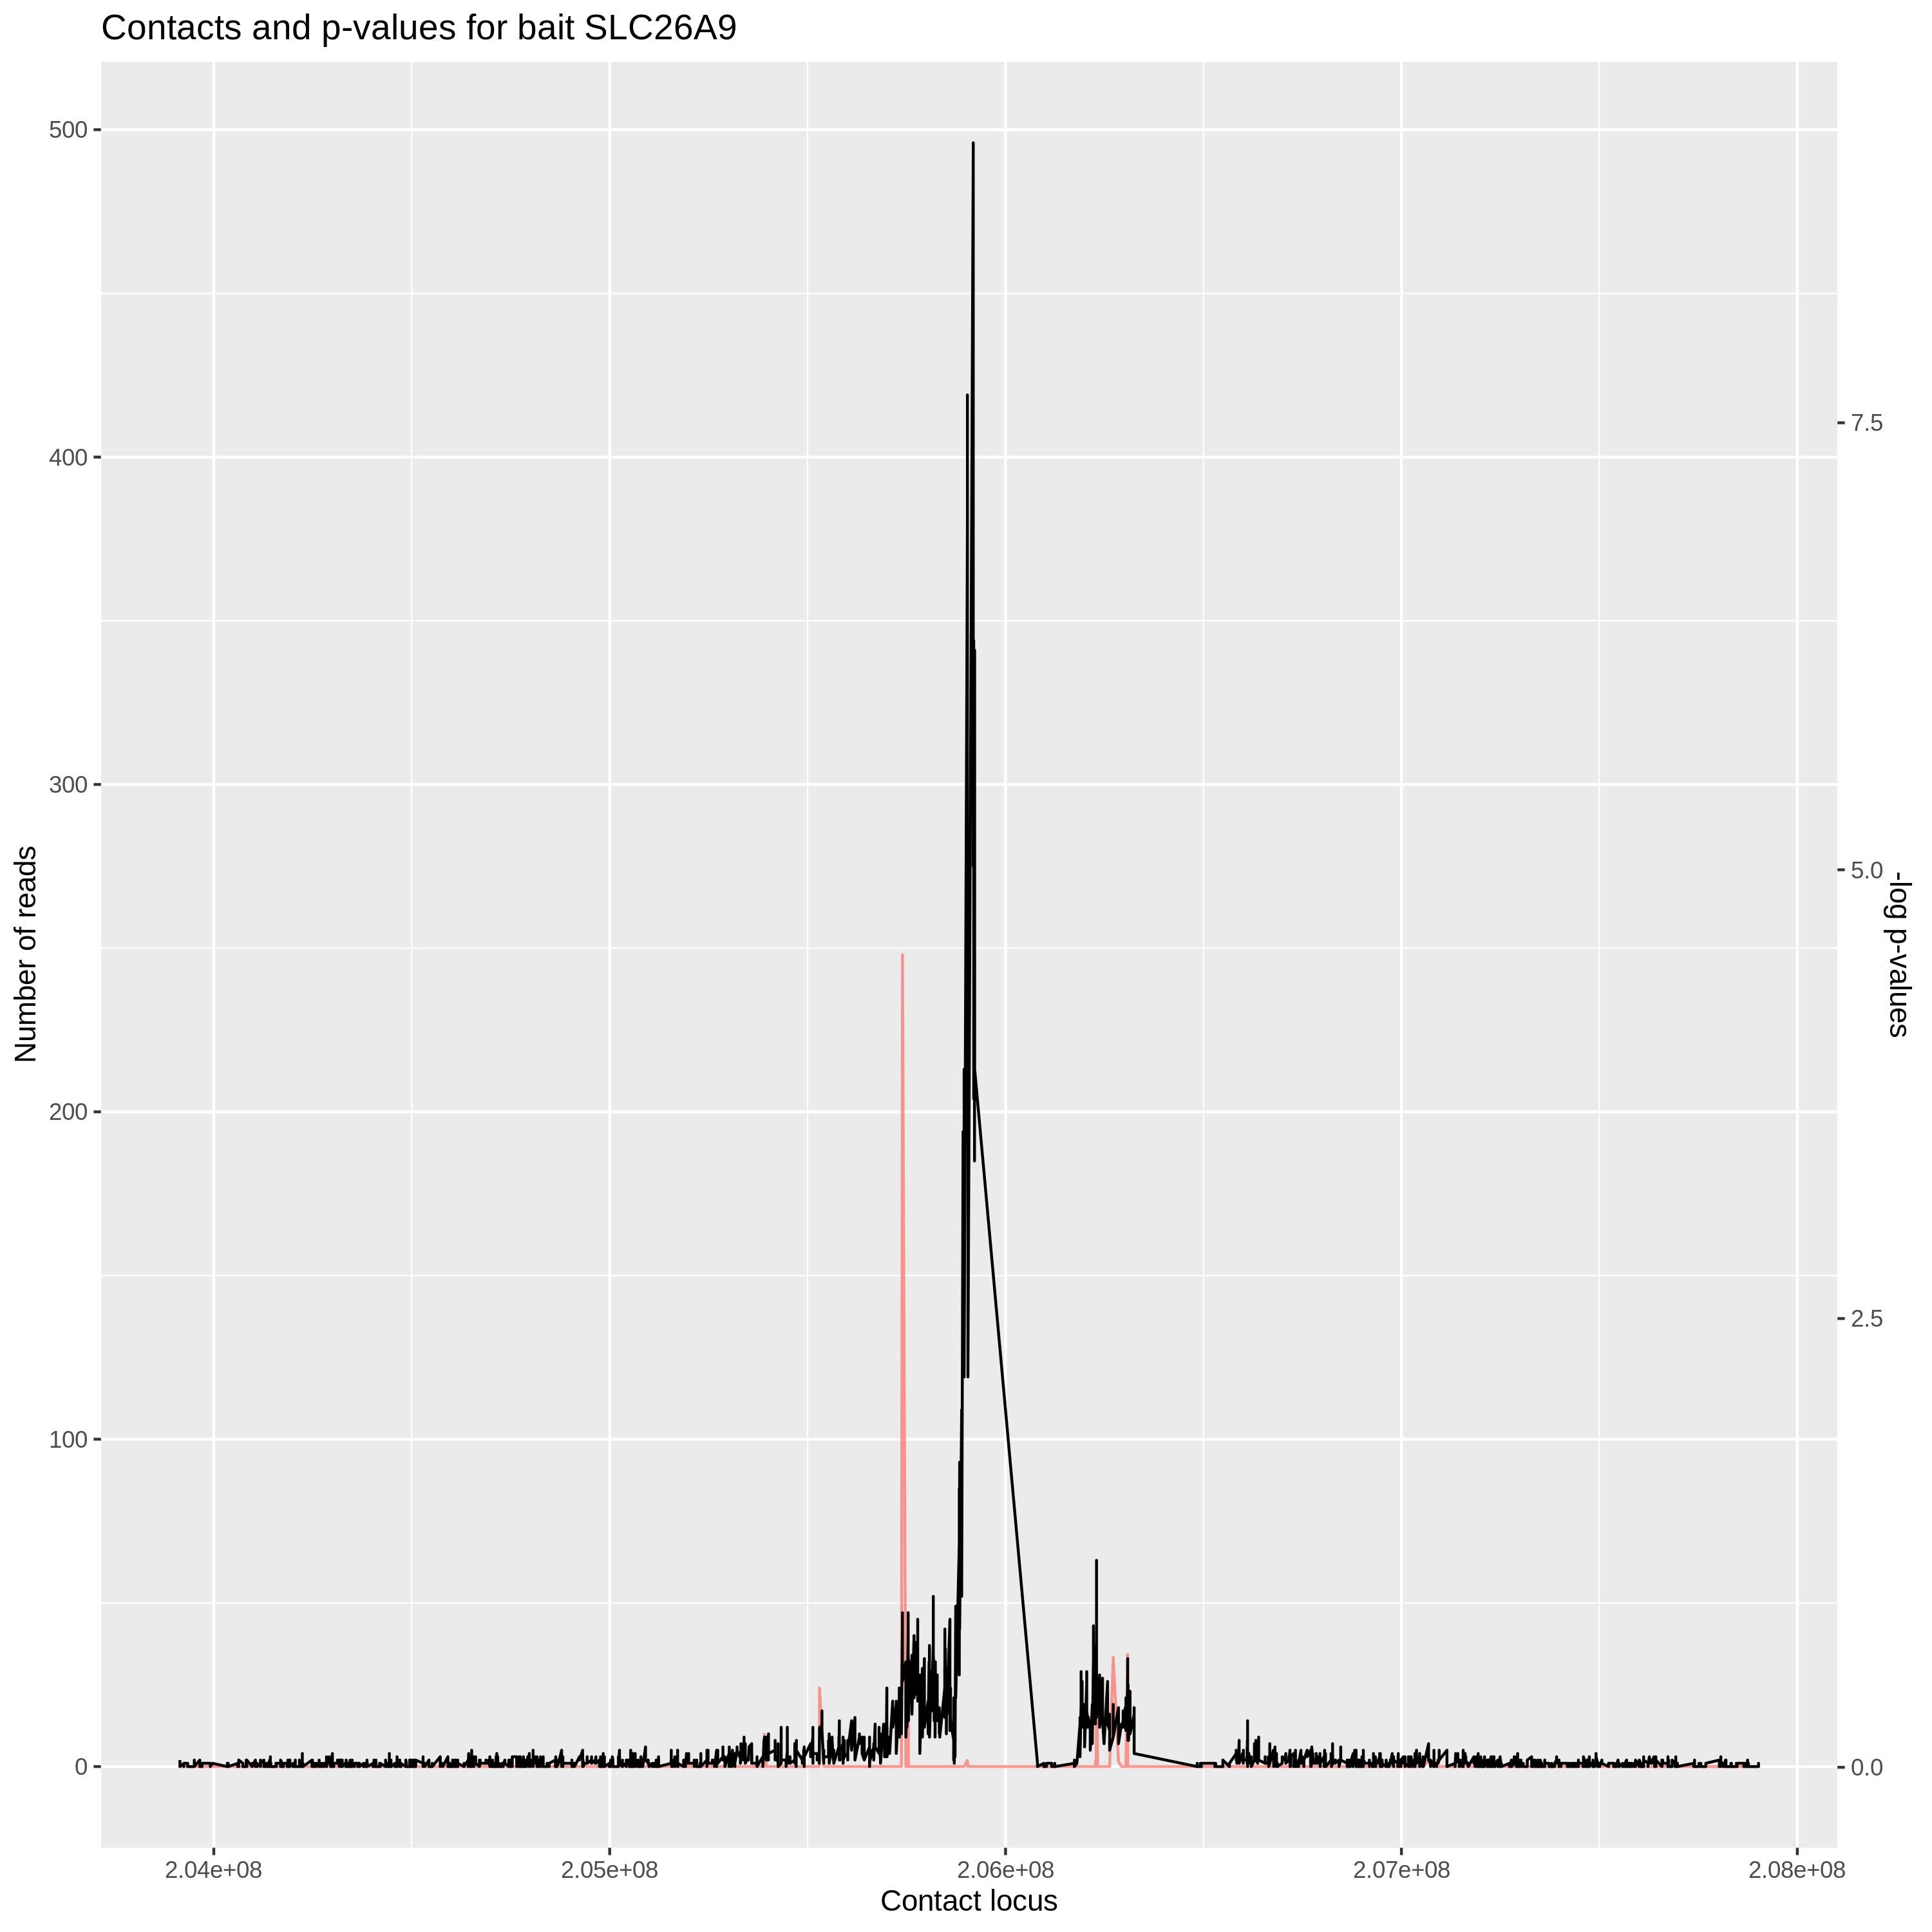 Contacts and p-values for bait SLC26A9
500
400
300
200
100
0
Number of reads
7.5
5.0
2.5
0.0
-log p-values
2.04e+08
2.05e+08
2.06e+08
2.07e+08
2.08e+08
Contact locus